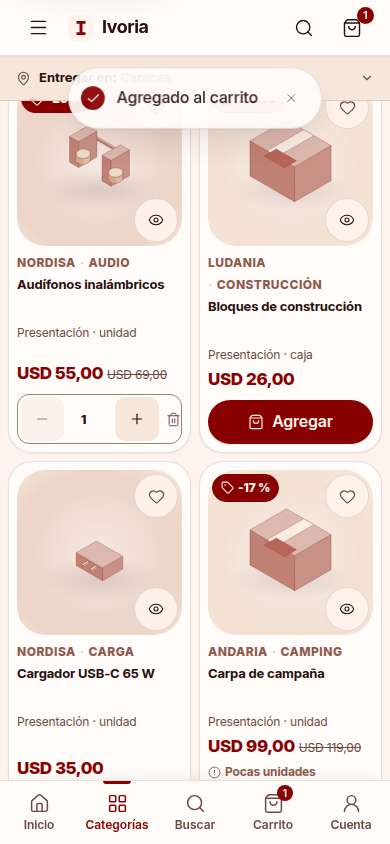 I Ivoria
1
Entregar en: Caracas
Agregado al carrito
NORDISA · AUDIO
Audífonos inalámbricos
Presentación · unidad
USD 55,00 USD 69,00
1
LUDANIA
· CONSTRUCCIÓN
Bloques de construcción
Presentación · caja
USD 26,00
Agregar
NORDISA · CARGA
Cargador USB-C 65 W
Presentación · unidad
USD 35,00
-17 %
ANDARIA · CAMPING
Carpa de campaña
Presentación · unidad
USD 99,00 USD 119,00
Pocas unidades
1
Inicio
Categorías
Buscar
Carrito
Cuenta